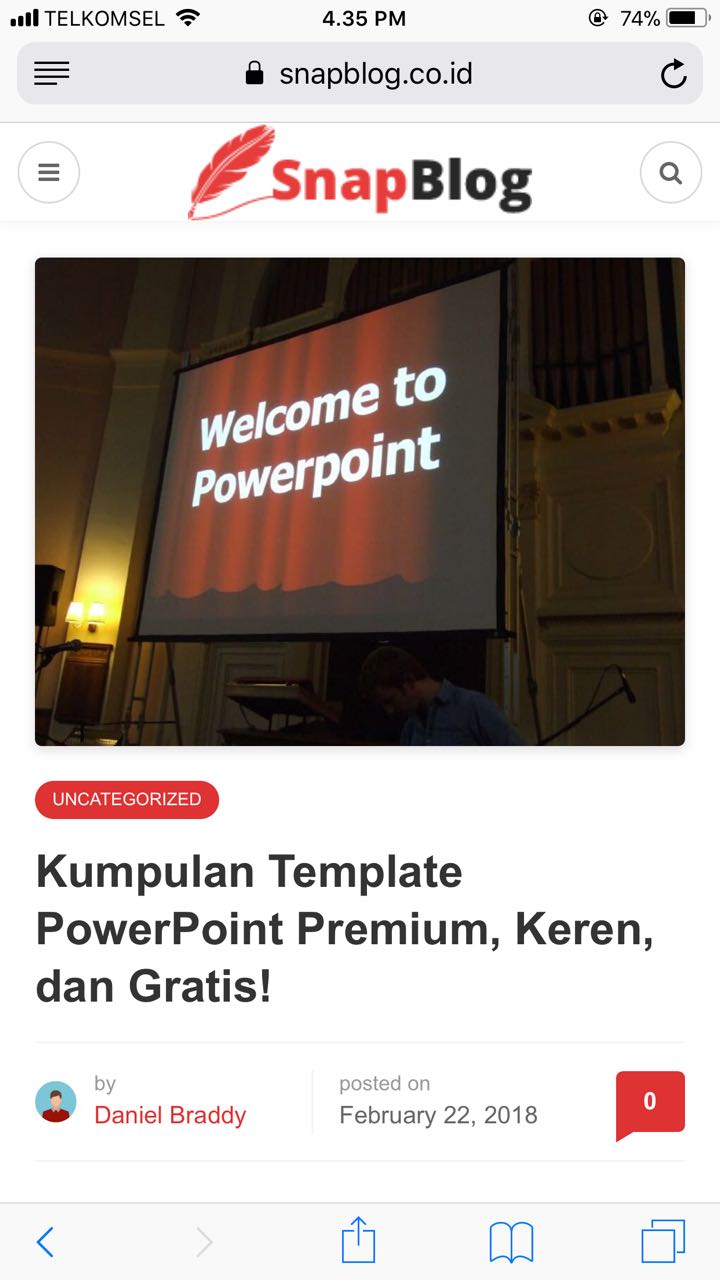 TELKOMSEL 4.35 PM 74%
snapblog.co.id
SnapBlog
Welcome to
Powerpoint
UNCATEGORIZED
Kumpulan Template
PowerPoint Premium, Keren,
dan Gratis!
by posted on
Daniel Braddy February 22, 2018 0